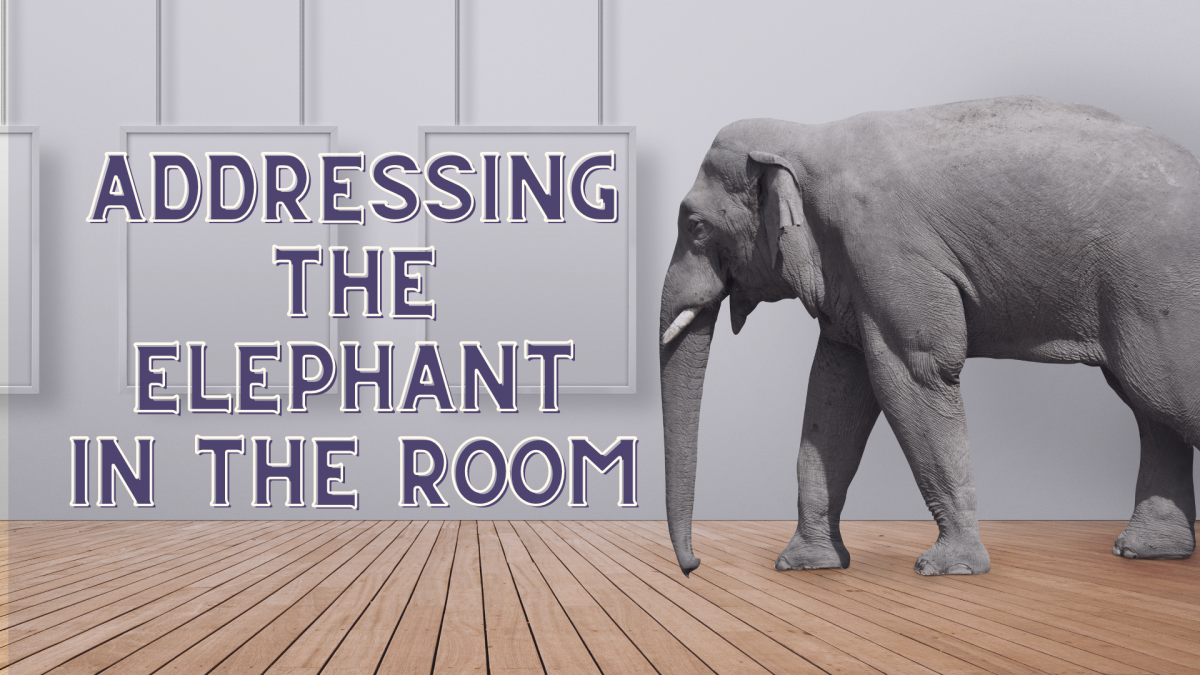 ADDRESSING
THE
ELEPHANT
IN THE ROOM